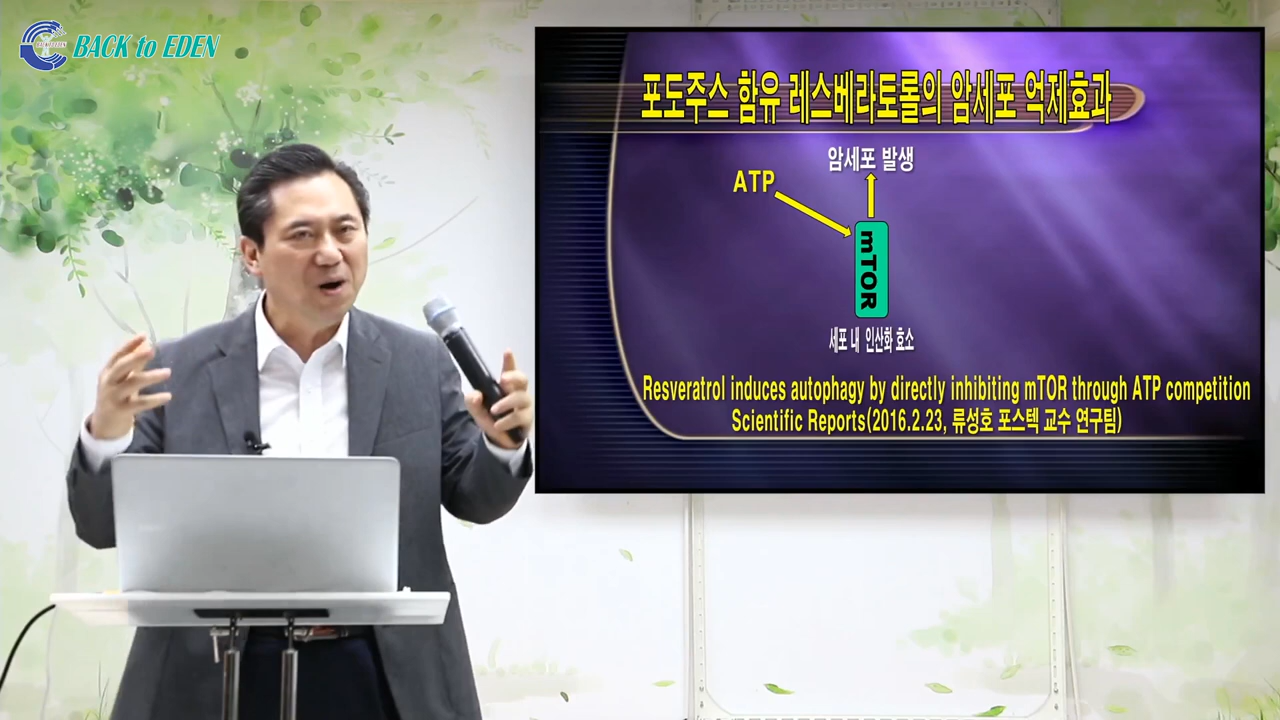 BACK to EDEN
포도주스 함유 레스베라토롤의 암세포 억제효과
암세포 발생
ATP
mTOR
세포 내 인산화 효소
Resveratrol induces autophagy by directly inhibiting mTOR through ATP competition
Scientific Reports(2016.2.23, 류성호 포스텍 교수 연구팀)